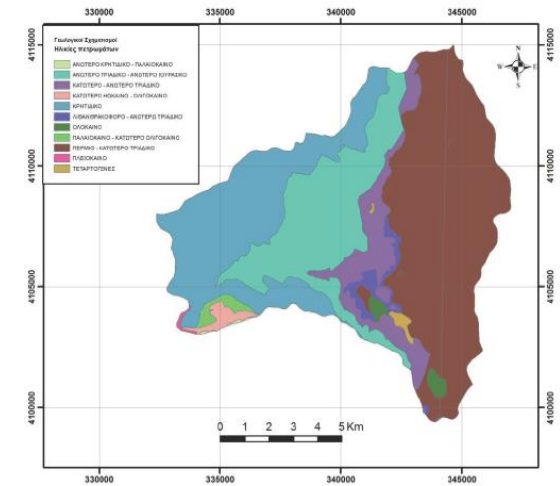 330000 335000 340000 345000
4115000 4115000
Γεωλογικοί Σχηματισμοί
Ηλικίες πετρωμάτων
ΑΝΩΤΕΡΟ ΚΡΗΤΙΔΙΚΟ - ΠΑΛΑΙΟΚΑΙΝΟ
ΑΝΩΤΕΡΟ ΤΡΙΑΔΙΚΟ - ΑΝΩΤΕΡΟ ΙΟΥΡΑΣΙΚΟ
ΚΑΤΩΤΕΡΟ - ΑΝΩΤΕΡΟ ΤΡΙΑΔΙΚΟ
ΚΑΤΩΤΕΡΟ ΗΩΚΑΙΝΟ - ΟΛΙΓΟΚΑΙΝΟ
ΚΡΗΤΙΔΙΚΟ
ΛΙΘΑΝΘΡΑΚΟΦΟΡΟ - ΑΝΩΤΕΡΟ ΤΡΙΑΔΙΚΟ
ΟΛΟΚΑΙΝΟ
ΠΑΛΑΙΟΚΑΙΝΟ - ΚΑΤΩΤΕΡΟ ΟΛΙΓΟΚΑΙΝΟ
ΠΕΡΜΙΟ - ΚΑΤΩΤΕΡΟ ΤΡΙΑΔΙΚΟ
ΠΛΕΙΟΚΑΙΝΟ
ΤΕΤΑΡΤΟΓΕΝΕΣ
N
W E
S
4110000 4110000
4105000 4105000
4100000 4100000
0 1 2 3 4 5 Km
330000 335000 340000 345000